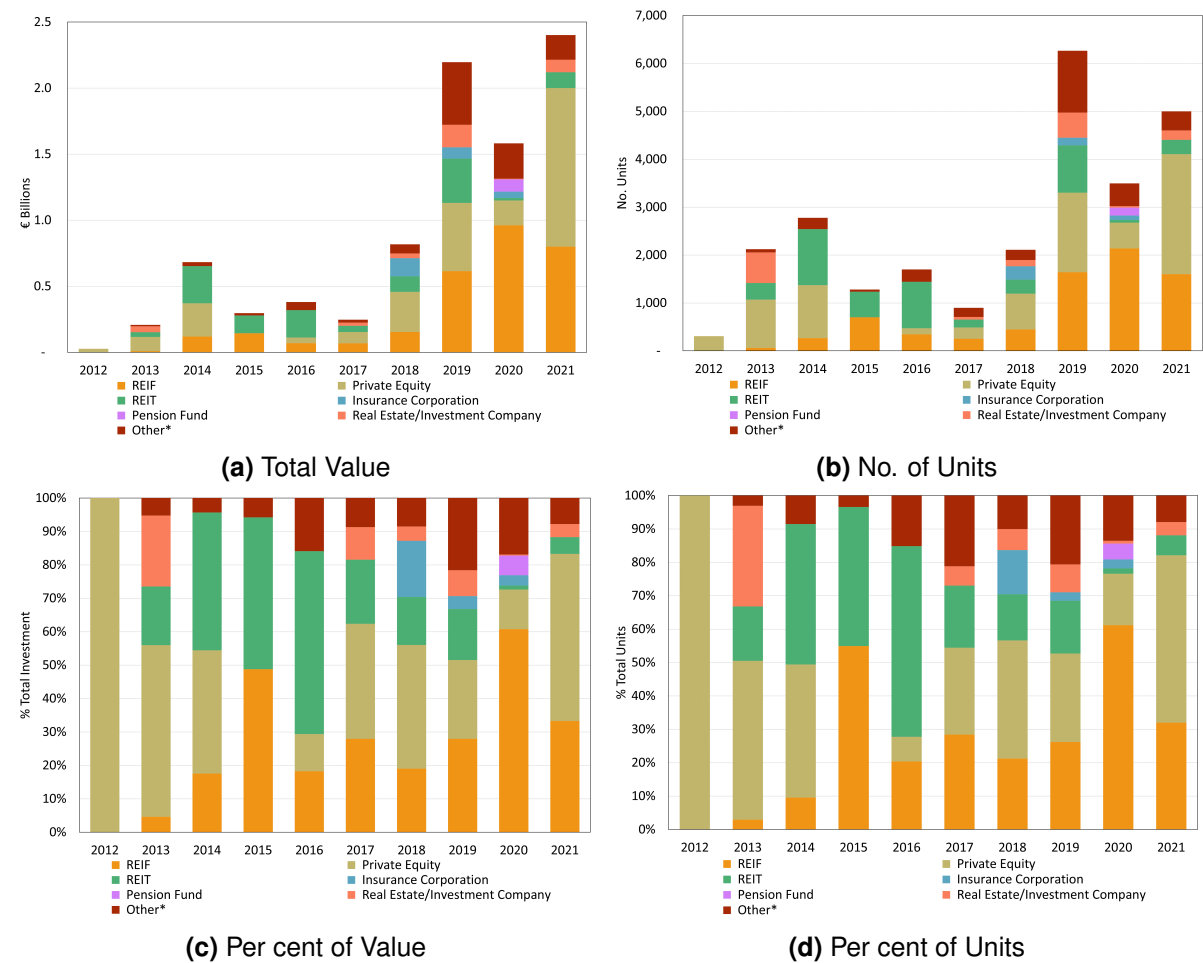 2.5
2.0
1.5
1.0
0.5
-
€ Billions
2012 2013 2014 2015 2016 2017 2018 2019 2020 2021
REIF Private Equity
REIT Insurance Corporation
Pension Fund Real Estate/Investment Company
Other*
(a) Total Value
7,000
6,000
5,000
4,000
3,000
2,000
1,000
-
No. Units
2012 2013 2014 2015 2016 2017 2018 2019 2020 2021
REIF Private Equity
REIT Insurance Corporation
Pension Fund Real Estate/Investment Company
Other*
(b) No. of Units
100%
90%
80%
70%
60%
50%
40%
30%
20%
10%
0%
% Total Investment
2012 2013 2014 2015 2016 2017 2018 2019 2020 2021
REIF Private Equity
REIT Insurance Corporation
Pension Fund Real Estate/Investment Company
Other*
(c) Per cent of Value
100%
90%
80%
70%
60%
50%
40%
30%
20%
10%
0%
% Total Units
2012 2013 2014 2015 2016 2017 2018 2019 2020 2021
REIF Private Equity
REIT Insurance Corporation
Pension Fund Real Estate/Investment Company
Other*
(d) Per cent of Units